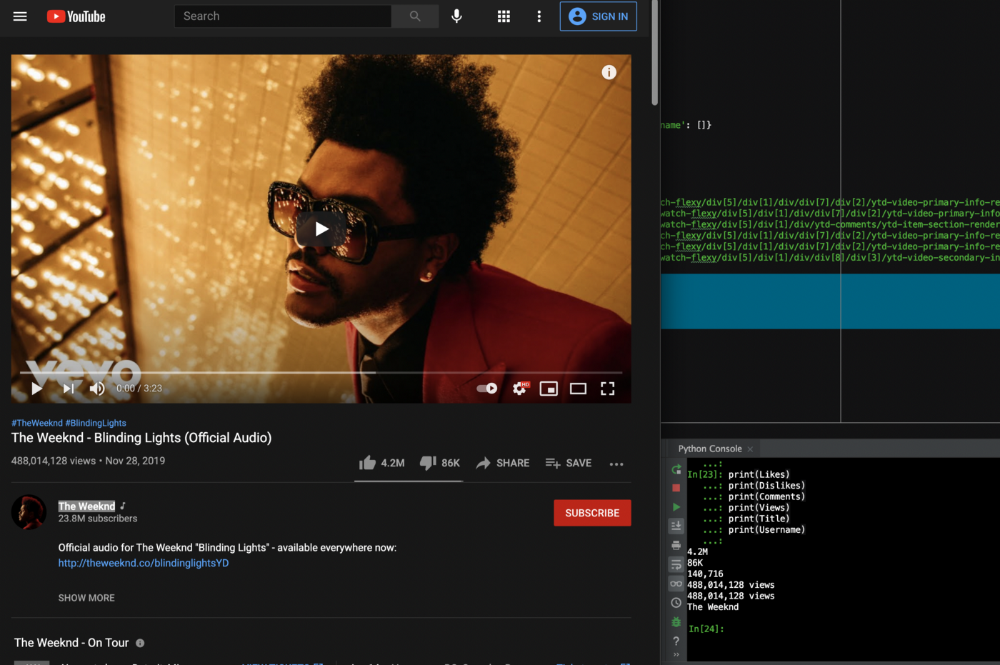 YouTube
Search
SIGN IN
i
vevo
0:00 / 3:23
HD
#TheWeeknd #BlindingLights
The Weeknd - Blinding Lights (Official Audio)
488,014,128 views • Nov 28, 2019
4.2M
86K
SHARE
SAVE
The Weeknd
23.8M subscribers
SUBSCRIBE
Official audio for The Weeknd "Blinding Lights" - available everywhere now:
http://theweeknd.co/blindinglightsYD
SHOW MORE
The Weeknd - On Tour
name': []}
ch-flexy/div[5]/div[1]/div/div[7]/div[2]/ytd-video-primary-info-re
watch-flexy/div[5]/div[1]/div/div[7]/div[2]/ytd-video-primary-info
watch-flexy/div[5]/div[1]/div/ytd-comments/ytd-item-section-render
ch-flexy/div[5]/div[1]/div/div[7]/div[2]/ytd-video-primary-info-re
ch-flexy/div[5]/div[1]/div/div[7]/div[2]/ytd-video-primary-info-re
watch-flexy/div[5]/div[1]/div/div[8]/div[3]/ytd-video-secondary-in
Python Console
...:
In[23]: print(Likes)
...: print(Dislikes)
...: print(Comments)
...: print(Views)
...: print(Title)
...: print(Username)
...:
4.2M
86K
140,716
488,014,128 views
488,014,128 views
The Weeknd
In[24]: